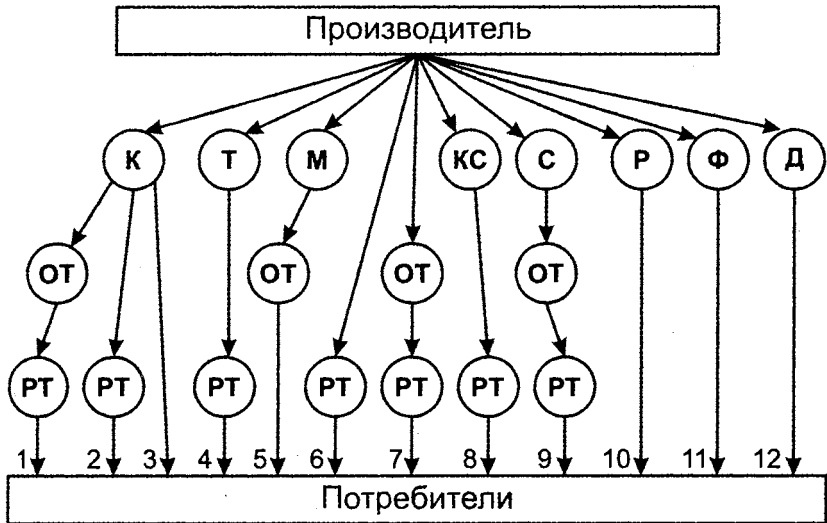 Производитель
К Т М КС С Р Ф Д
ОТ ОТ ОТ ОТ
РТ РТ РТ РТ РТ РТ РТ
1 2 3 4 5 6 7 8 9 10 11 12
Потребители